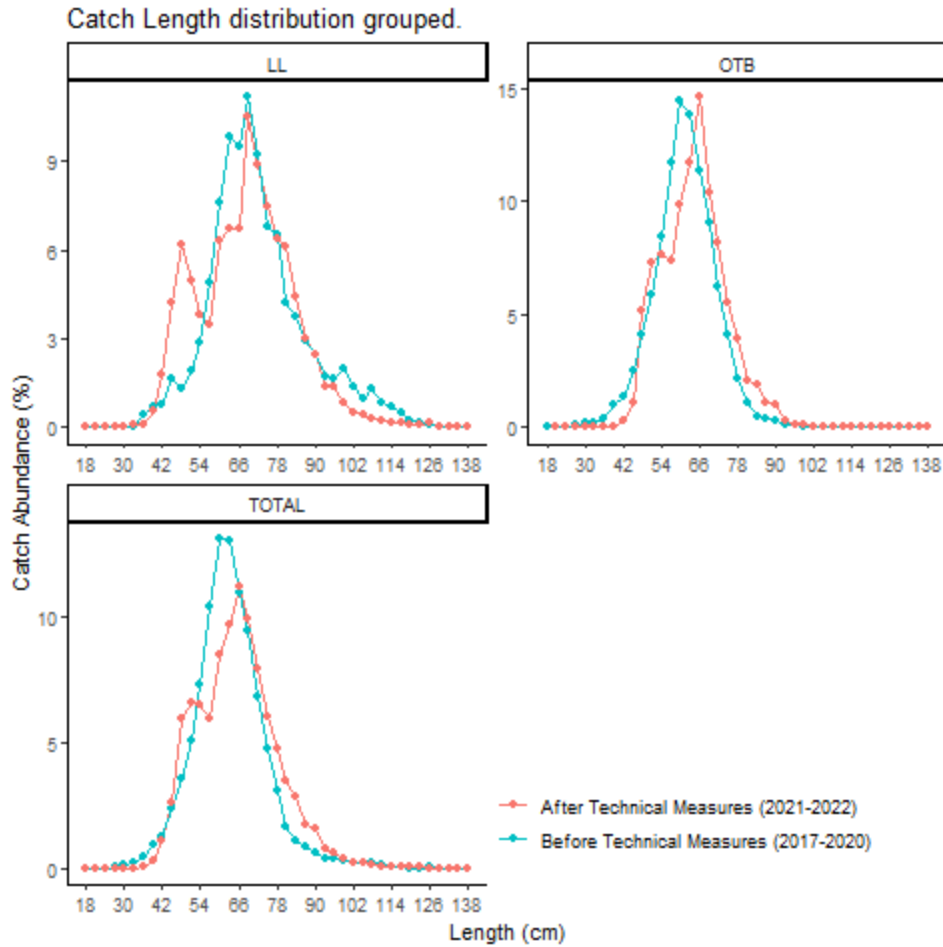 Catch Length distribution grouped.
LL
OTB
9
6
3
0
15
10
5
0
18 30 42 54 66 78 90 102 114 126 138
18 30 42 54 66 78 90 102 114 126 138
TOTAL
Catch Abundance (%)
10
5
0
18 30 42 54 66 78 90 102 114 126 138
After Technical Measures (2021-2022)
Before Technical Measures (2017-2020)
Length (cm)